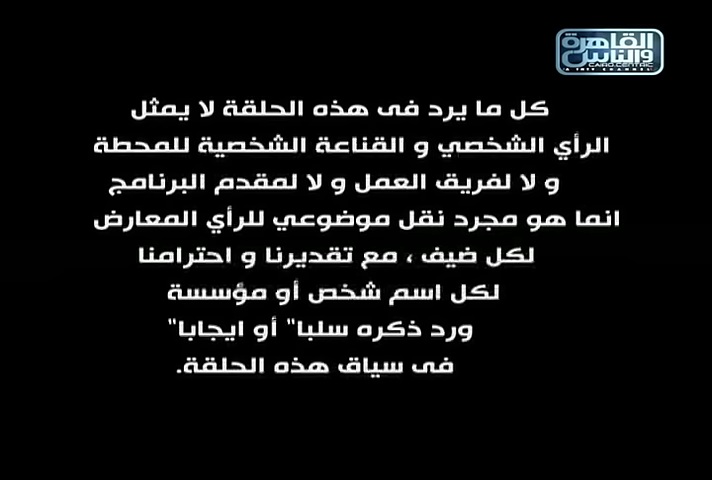 القاهرة
والناس
CAIRO CENTRIC
كل ما يرد فى هذه الحلقة لا يمثل
الرأي الشخصي و القناعة الشخصية للمحطة
و لا لفريق العمل و لا لمقدم البرنامج
انما هو مجرد نقل موضوعي للرأي المعارض
لكل ضيف ، مع تقديرنا و احترامنا
لكل اسم شخص أو مؤسسة
ورد ذكره سلبا" أو ايجابا"
فى سياق هذه الحلقة.